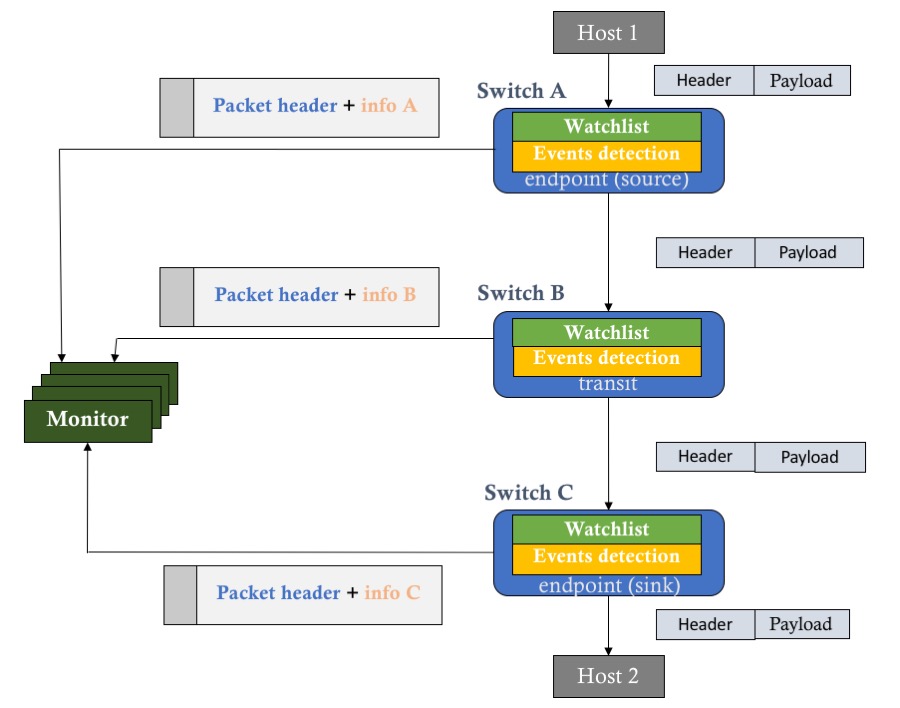 Host 1
Header Payload
Switch A
Packet header + info A
Watchlist
Events detection
endpoint (source)
Header Payload
Switch B
Packet header + info B
Watchlist
Events detection
transit
Monitor
Header Payload
Switch C
Watchlist
Events detection
endpoint (sink)
Packet header + info C
Header Payload
Host 2